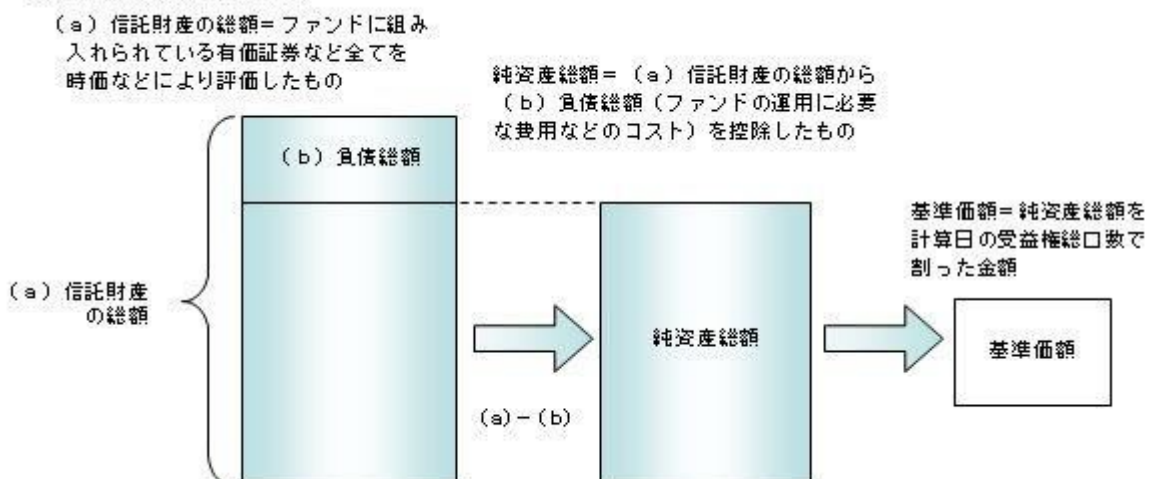 （a）信託財産の総額＝ファンドに組み
入れられている有価証券など全てを
時価などにより評価したもの
純資産総額＝（a）信託財産の総額から
（b）負債総額（ファンドの運用に必要
な費用などのコスト）を控除したもの
（b）負債総額
基準価額＝純資産総額を
計算日の受益権総口数で
割った金額
（a）信託財産
の総額
純資産総額
基準価額
（a）－（b）